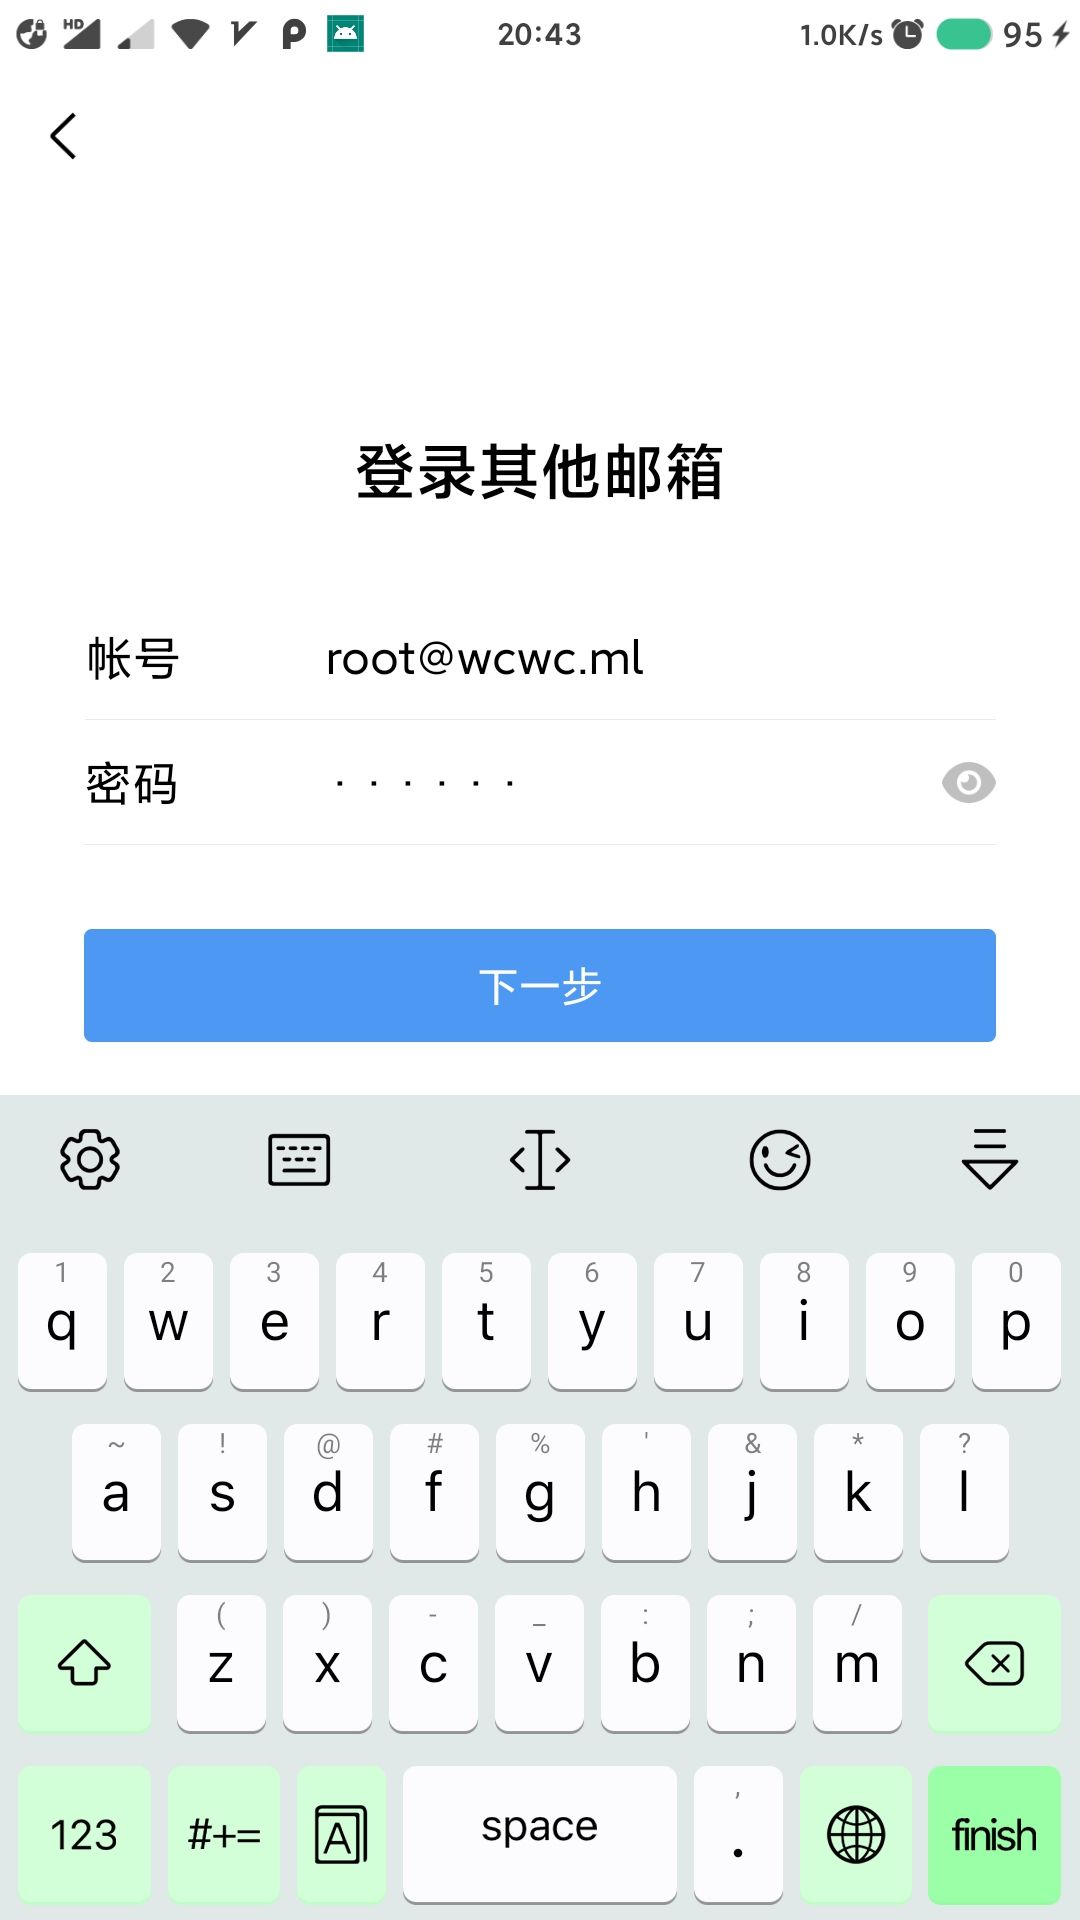 HD 20:43 1.0K/s 95
登录其他邮箱
帐号 root@wcwc.ml
密码 ······
下一步
1 2 3 4 5 6 7 8 9 0
q w e r t y u i o p
~ ! @ # % ' & * ?
a s d f g h j k l
( ) - _ : ; /
z x c v b n m
,
123 #+= A space . finish